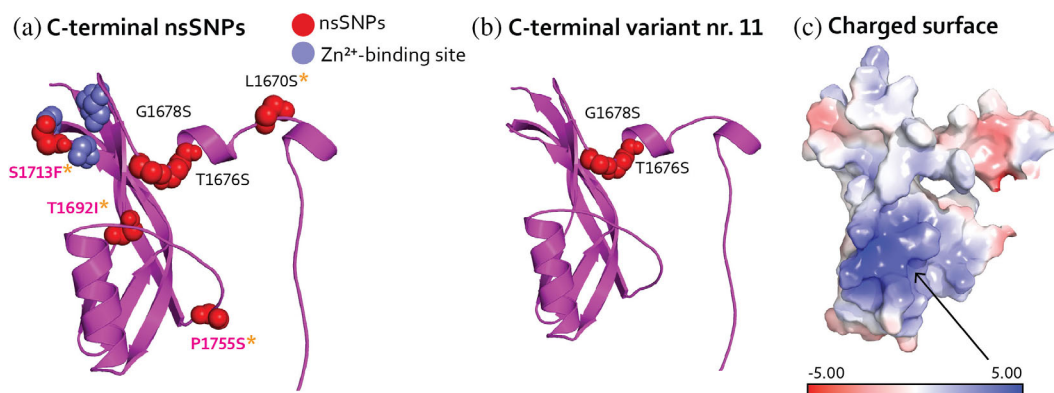 (a) C-terminal nsSNPs
nsSNPs
Zn²⁺-binding site
L1670S*
G1678S
T1676S
S1713F*
T1692I*
P1755S*
(b) C-terminal variant nr. 11
G1678S
T1676S
(c) Charged surface
-5.00
5.00